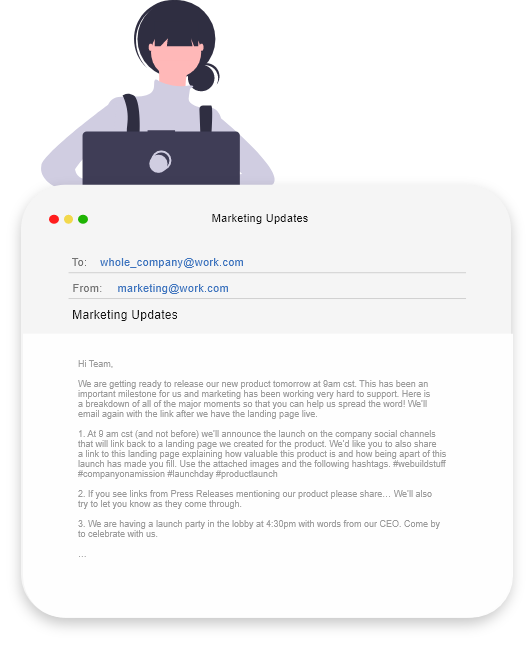 Marketing Updates
To: whole_company@work.com
From: marketing@work.com
Marketing Updates
Hi Team,
We are getting ready to release our new product tomorrow at 9am cst. This has been an
important milestone for us and marketing has been working very hard to support. Here is
a breakdown of all of the major moments so that you can help us spread the word! We'll
email again with the link after we have the landing page live.
1. At 9 am cst (and not before) we'll announce the launch on the company social channels
that will link back to a landing page we created for the product. We'd like you to also share
a link to this landing page explaining how valuable this product is and how being apart of this
launch has made you fill. Use the attached images and the following hashtags. #webuildstuff
#companyonamission #launchday #productlaunch
2. If you see links from Press Releases mentioning our product please share... We'll also
try to let you know as they come through.
3. We are having a launch party in the lobby at 4:30pm with words from our CEO. Come by
to celebrate with us.
...